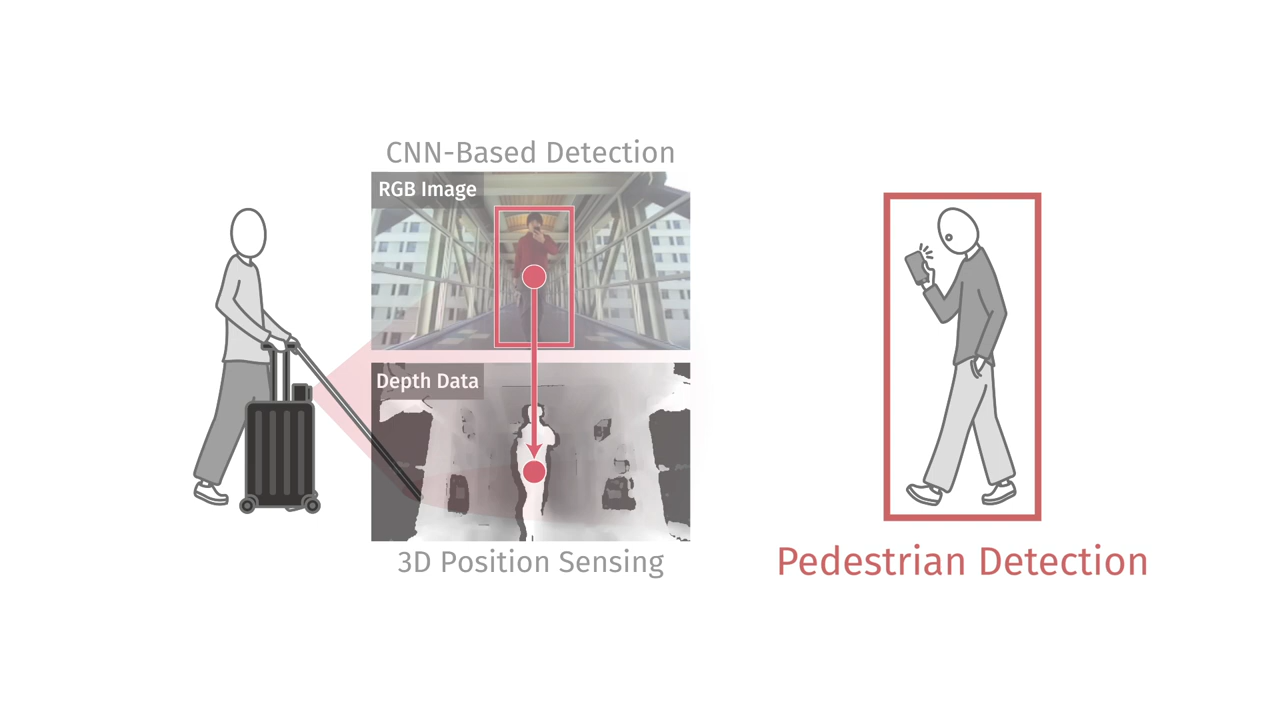 CNN-Based Detection
RGB Image
Depth Data
3D Position Sensing
Pedestrian Detection